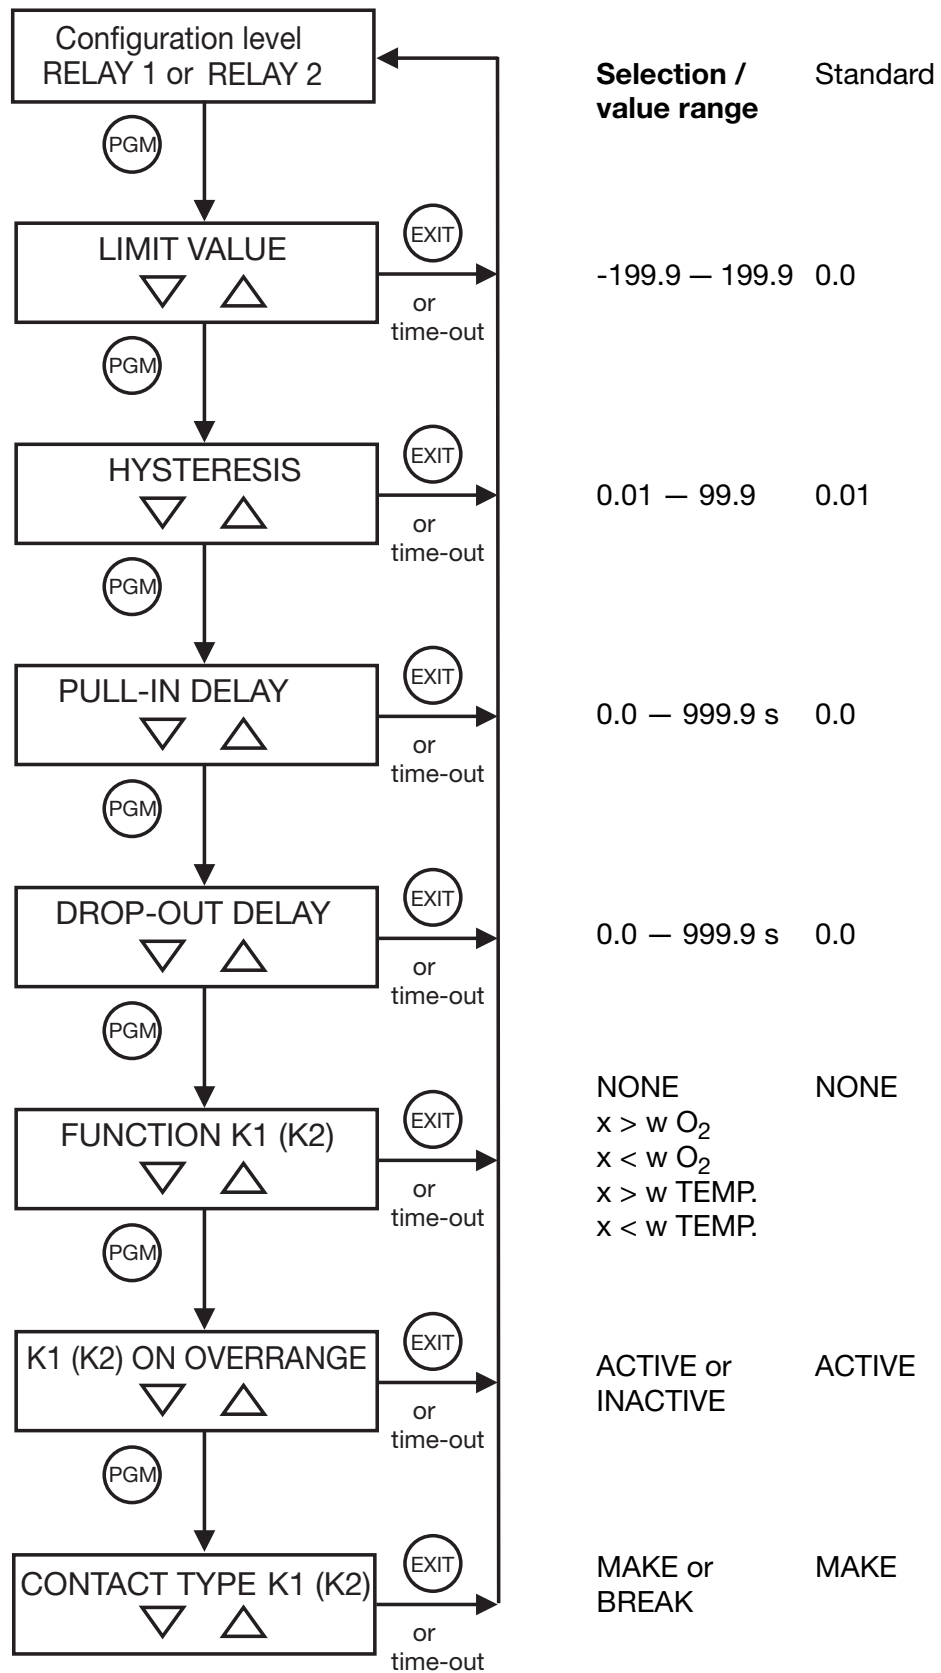 Configuration level
RELAY 1 or RELAY 2
Selection / Standard
value range
PGM
LIMIT VALUE
EXIT
or
time-out
-199.9 — 199.9 0.0
PGM
HYSTERESIS
EXIT
or
time-out
0.01 — 99.9 0.01
PGM
PULL-IN DELAY
EXIT
or
time-out
0.0 — 999.9 s 0.0
PGM
DROP-OUT DELAY
EXIT
or
time-out
0.0 — 999.9 s 0.0
PGM
FUNCTION K1 (K2)
EXIT
or
time-out
NONE NONE
x > w O₂
x < w O₂
x > w TEMP.
x < w TEMP.
PGM
K1 (K2) ON OVERRANGE
EXIT
or
time-out
ACTIVE or ACTIVE
INACTIVE
PGM
CONTACT TYPE K1 (K2)
EXIT
or
time-out
MAKE or MAKE
BREAK